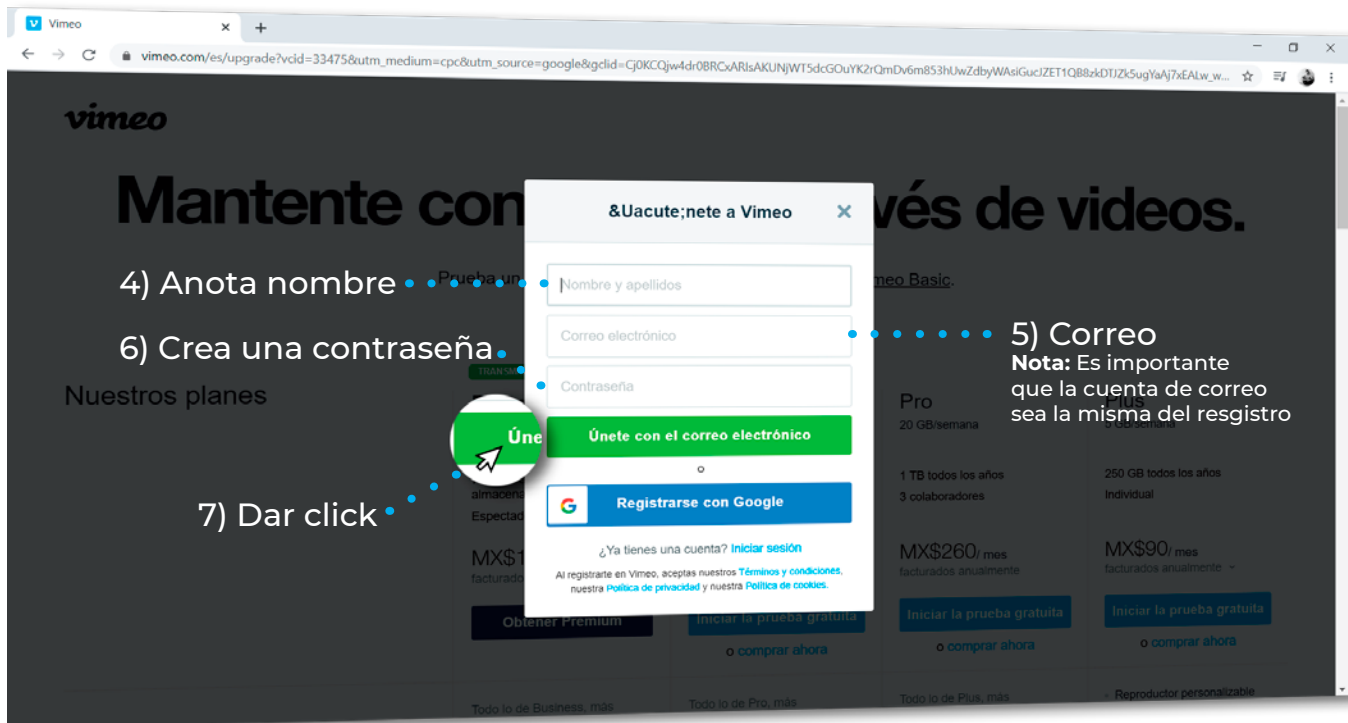 Vimeo
vimeo.com/es/upgrade?vcid=33475&utm_medium=cpc&utm_source=google&gclid=Cj0KCQjw4dr0BRCxARIsAKUNjWT5dcGOuYK2rQmDv6m853hUwZdbyWAsiGucJZET1QB8zkDTJZk5ugYaAj7xEALw_w...
vimeo
Mantente con vés de videos.
&Uacute;nete a Vimeo
Prueba un neo Basic.
4) Anota nombre
Nombre y apellidos
6) Crea una contraseña
Correo electrónico
5) Correo
Nota: Es importante
que la cuenta de correo
sea la misma del resgistro
Contraseña
Nuestros planes
Úne
Únete con el correo electrónico
o
7) Dar click
G Registrarse con Google
¿Ya tienes una cuenta? Iniciar sesión
Al registrarte en Vimeo, aceptas nuestros Términos y condiciones,
nuestra Política de privacidad y nuestra Política de cookies.
MX$1
Obtener Premium
Iniciar la prueba gratuita
o comprar ahora
Todo lo de Business, más
Todo lo de Pro, más
Pro
20 GB/semana
1 TB todos los años
3 colaboradores
MX$260/ mes
facturados anualmente
Iniciar la prueba gratuita
o comprar ahora
Todo lo de Plus, más
Plus
5 GB/semana
250 GB todos los años
Individual
MX$90/ mes
facturados anualmente
Iniciar la prueba gratuita
o comprar ahora
Reproductor personalizable